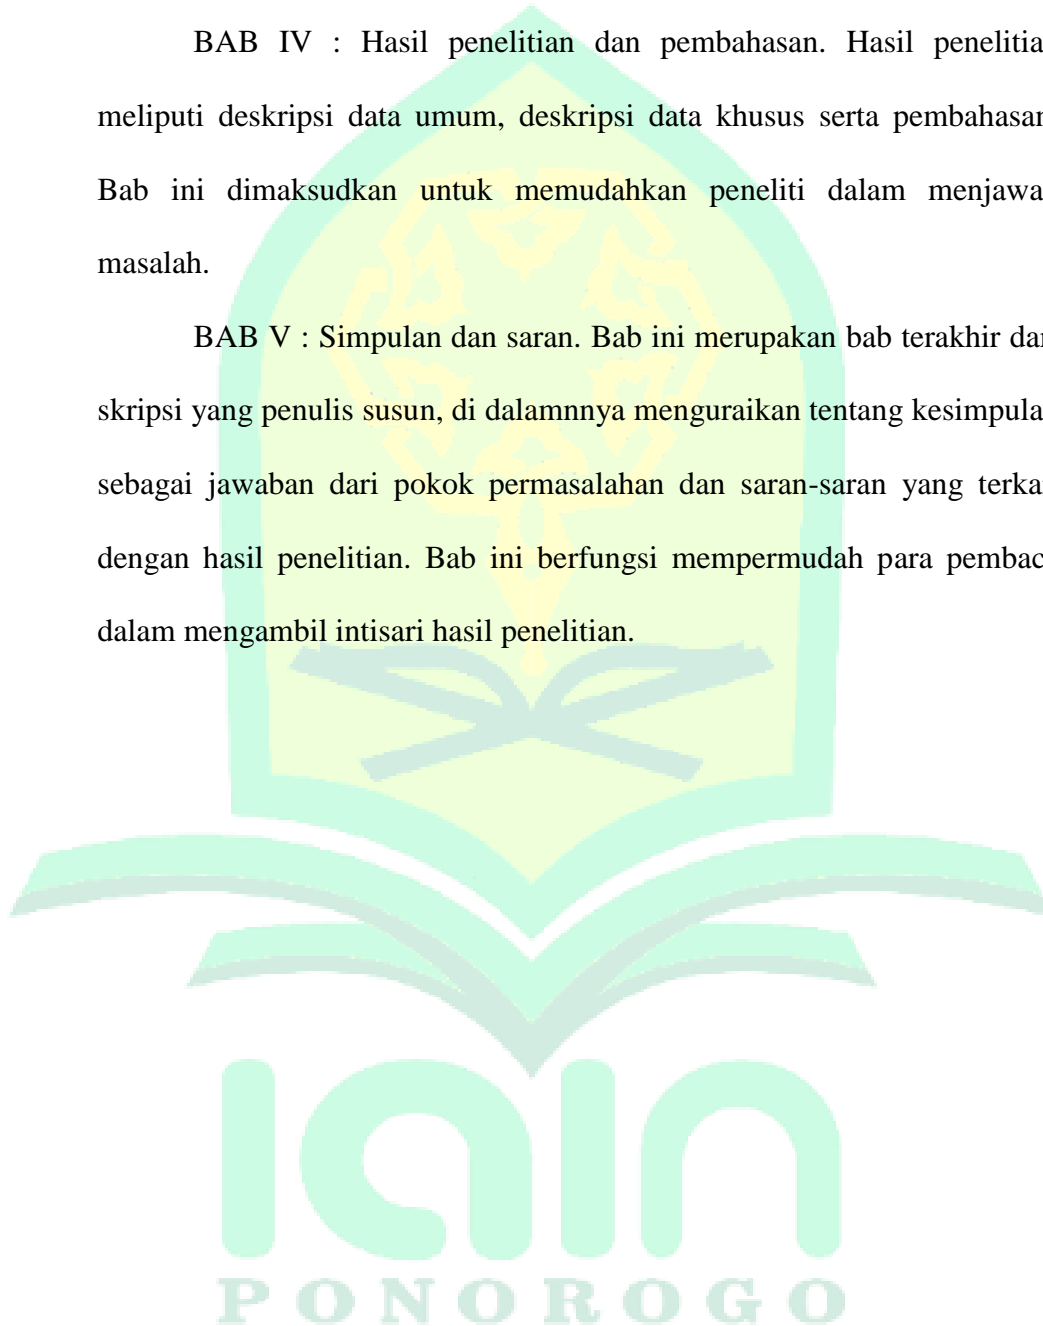 BAB IV : Hasil penelitian dan pembahasan. Hasil penelitia
meliputi deskripsi data umum, deskripsi data khusus serta pembahasan
Bab ini dimaksudkan untuk memudahkan peneliti dalam menjawa
masalah.
BAB V : Simpulan dan saran. Bab ini merupakan bab terakhir dar
skripsi yang penulis susun, di dalamnnya menguraikan tentang kesimpula
sebagai jawaban dari pokok permasalahan dan saran-saran yang terka
dengan hasil penelitian. Bab ini berfungsi mempermudah para pembac
dalam mengambil intisari hasil penelitian.
iain
PONOROGO